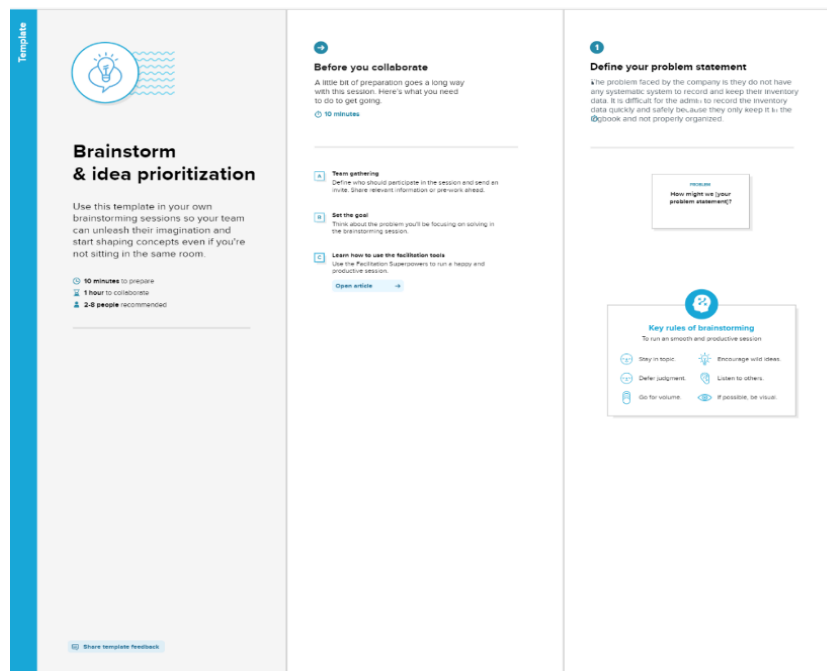 Template
Brainstorm
& idea prioritization
Use this template in your own
brainstorming sessions so your team
can unleash their imagination and
start shaping concepts even if you're
not sitting in the same room.
10 minutes to prepare
1 hour to collaborate
2-8 people recommended
Share template feedback
Before you collaborate
A little bit of preparation goes a long way
with this session. Here's what you need
to do to get going.
10 minutes
A
Team gathering
Define who should participate in the session and send an
invite. Share relevant information or pre-work ahead.
B
Set the goal
Think about the problem you'll be focusing on solving in
the brainstorming session.
C
Learn how to use the facilitation tools
Use the Facilitation Superpowers to run a happy and
productive session.
Open article
1
Define your problem statement
The problem faced by the company is they do not have
any systematic system to record and keep their inventory
data. It is difficult for the admin to record the inventory
data quickly and safely because they only keep it in the
logbook and not properly organized.
PROBLEM
How might we [your
problem statement]?
Key rules of brainstorming
To run an smooth and productive session
Stay in topic.
Encourage wild ideas.
Defer judgment.
Listen to others.
Go for volume.
If possible, be visual.